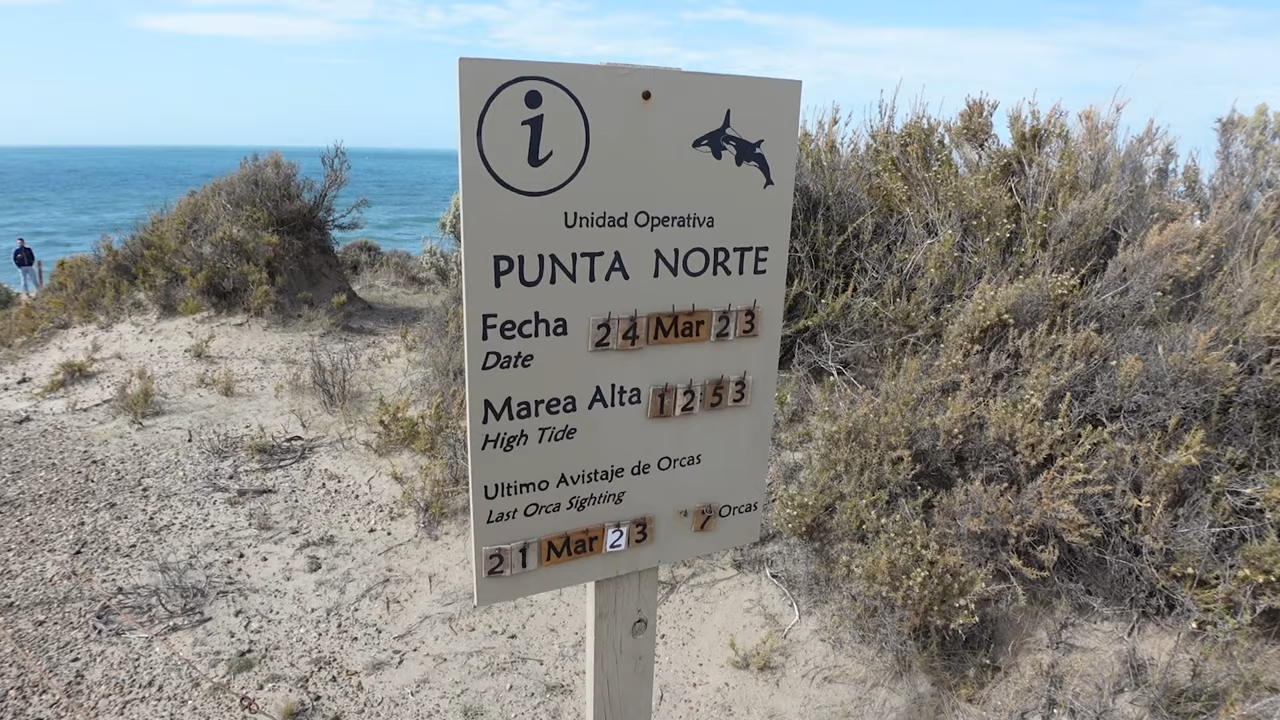 i
Unidad Operativa
PUNTA NORTE
Fecha 24 Mar 23
Date
Marea Alta 12 53
High Tide
Ultimo Avistaje de Orcas
Last Orca Sighting
7 Orcas
21 Mar 23